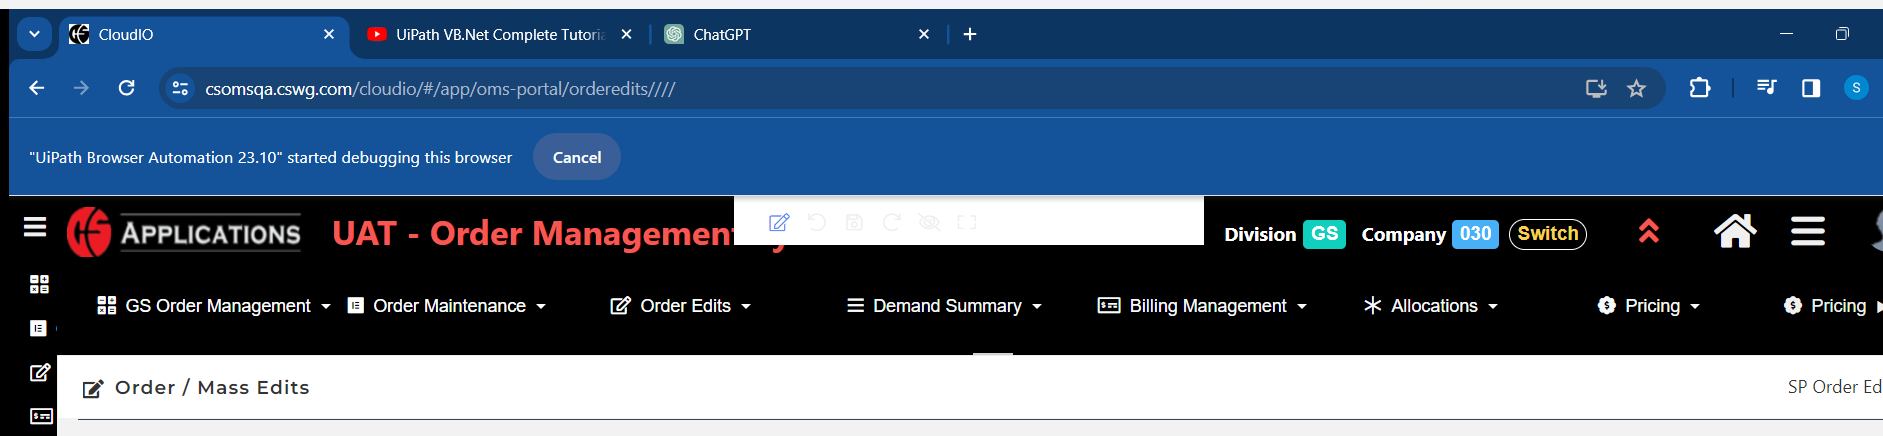 CloudIO
UiPath VB.Net Complete Tutoria
ChatGPT
csomsqa.cswg.com/cloudio/#/app/oms-portal/orderedits////
S
"UiPath Browser Automation 23.10" started debugging this browser
Cancel
APPLICATIONS
UAT - Order Management
Division GS Company 030 Switch
GS Order Management
Order Maintenance
Order Edits
Demand Summary
Billing Management
Allocations
Pricing
Pricing
Order / Mass Edits
SP Order Ed